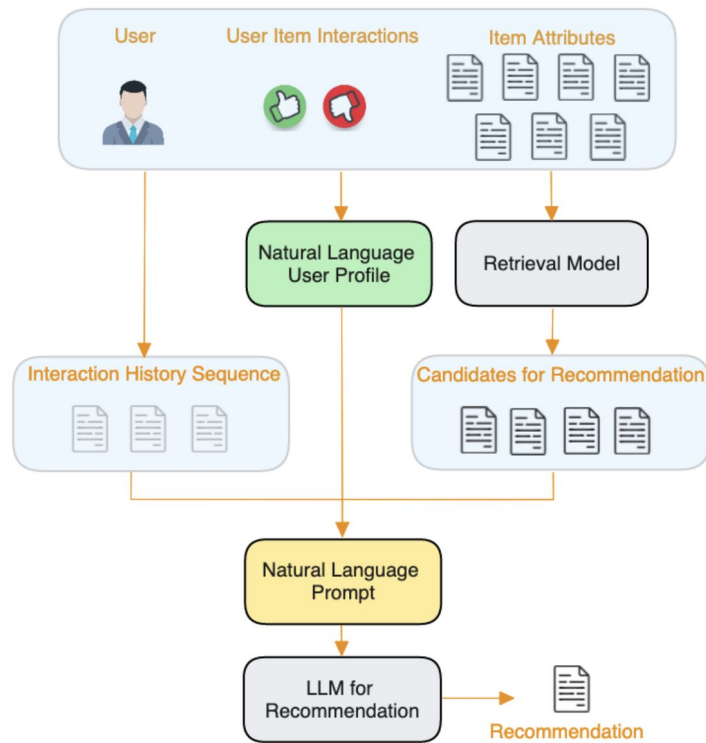 User
User Item Interactions
Item Attributes
Natural Language
User Profile
Retrieval Model
Interaction History Sequence
Candidates for Recommendation
Natural Language
Prompt
LLM for
Recommendation
Recommendation